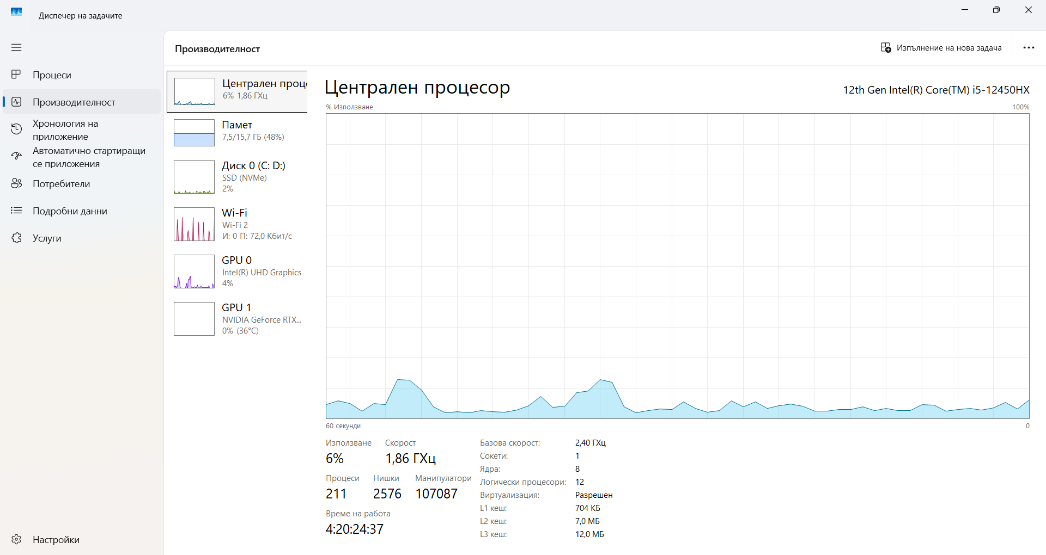 Диспечер на задачите
Производителност
Изпълнение на нова задача
Процеси
Производителност
Хронология на
приложение
Автоматично стартиращи
се приложения
Потребители
Подробни данни
Услуги
Настройки
Централен проце
6% 1,86 ГХц
Памет
7,5/15,7 ГБ (48%)
Диск 0 (C: D:)
SSD (NVMe)
2%
Wi-Fi
Wi-Fi 2
И: 0 П: 72,0 Кбит/с
GPU 0
Intel(R) UHD Graphics
4%
GPU 1
NVIDIA GeForce RTX...
0% (36°C)
Централен процесор
12th Gen Intel(R) Core(TM) i5-12450HX
% Използване
100%
60 секунди
0
Използване Скорост
6% 1,86 ГХц
Процеси Нишки Манипулатори
211 2576 107087
Време на работа
4:20:24:37
Базова скорост: 2,40 ГХц
Сокети: 1
Ядра: 8
Логически процесори: 12
Виртуализация: Разрешен
L1 кеш: 704 КБ
L2 кеш: 7,0 МБ
L3 кеш: 12,0 МБ